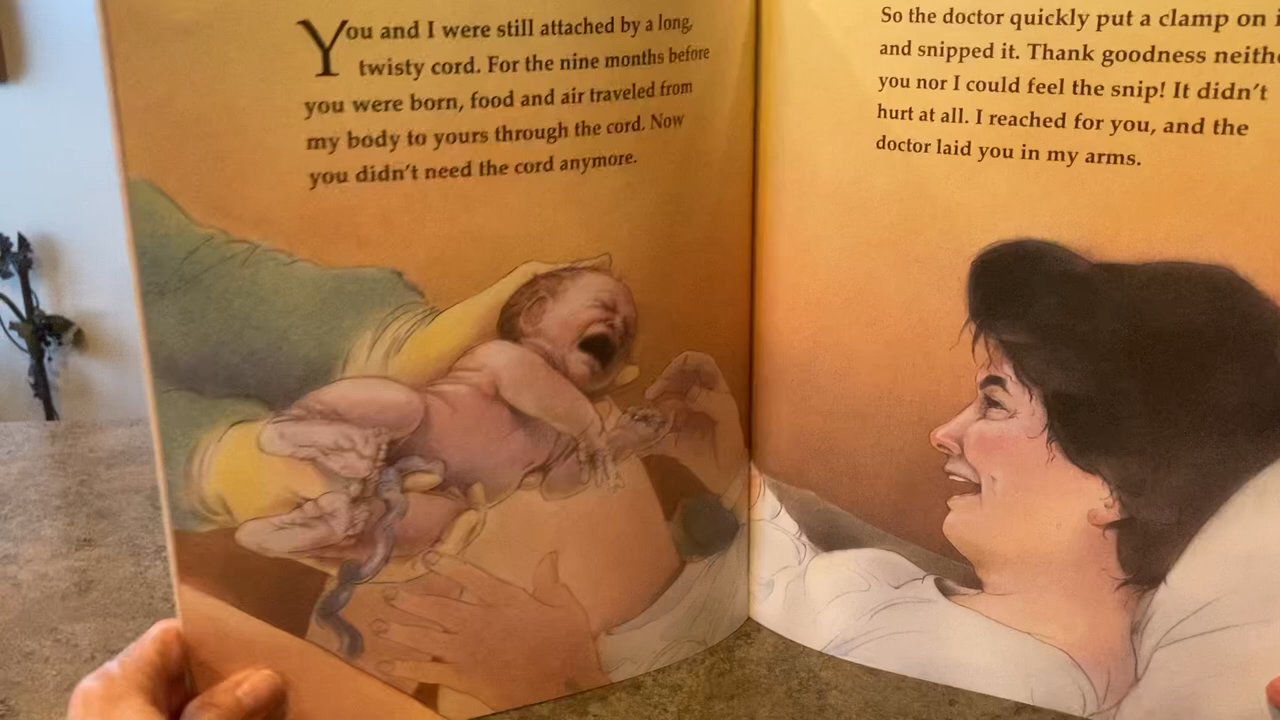 You and I were still attached by a long,
twisty cord. For the nine months before
you were born, food and air traveled from
my body to yours through the cord. Now
you didn't need the cord anymore.
So the doctor quickly put a clamp on
and snipped it. Thank goodness
you nor I could feel the snip! It didn't
hurt at all. I reached for you, and the
doctor laid you in my arms.